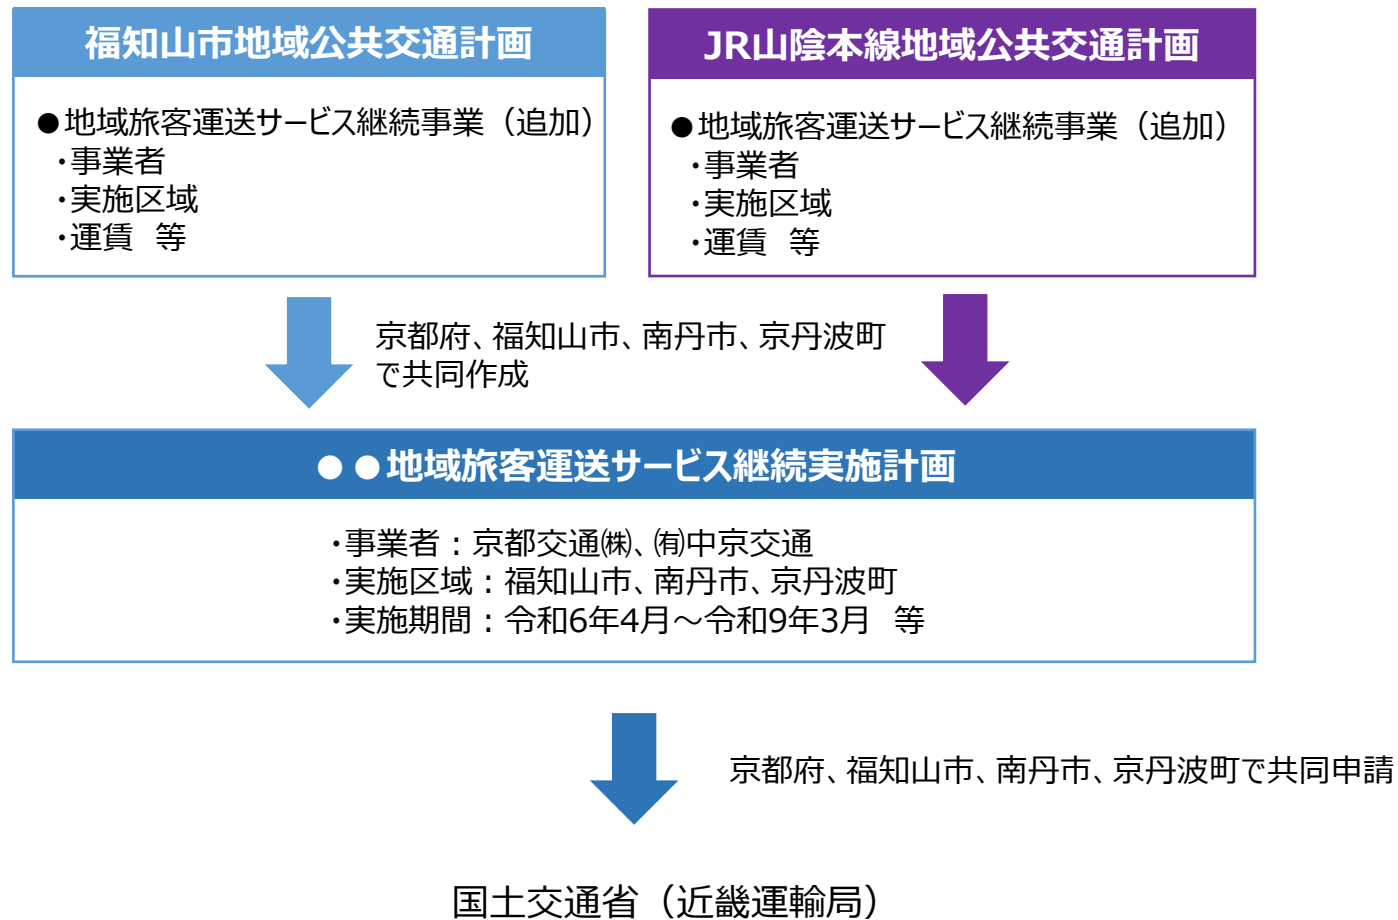 福知山市地域公共交通計画
●地域旅客運送サービス継続事業（追加）
・事業者
・実施区域
・運賃　等
JR山陰本線地域公共交通計画
●地域旅客運送サービス継続事業（追加）
・事業者
・実施区域
・運賃　等
京都府、福知山市、南丹市、京丹波町
で共同作成
●●地域旅客運送サービス継続実施計画
・事業者：京都交通㈱、㈲中京交通
・実施区域：福知山市、南丹市、京丹波町
・実施期間：令和6年4月～令和9年3月　等
京都府、福知山市、南丹市、京丹波町で共同申請
国土交通省（近畿運輸局）